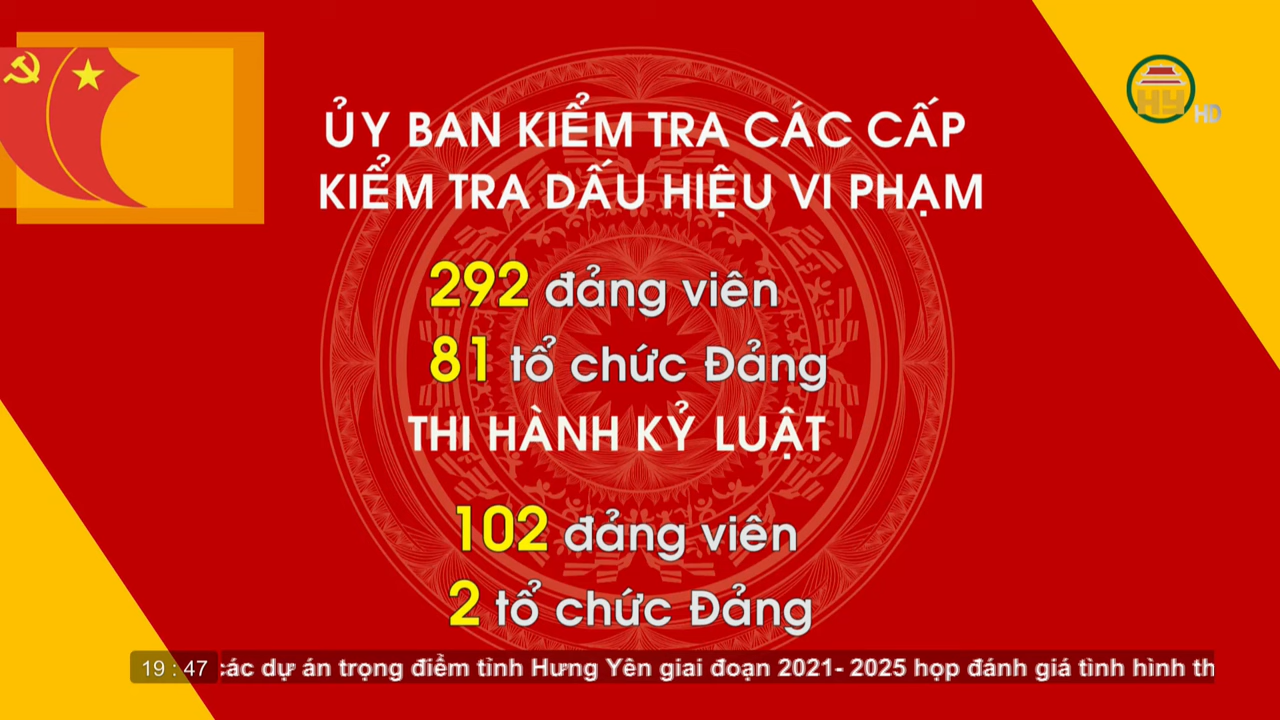 HY HD
ỦY BAN KIỂM TRA CÁC CẤP
KIỂM TRA DẤU HIỆU VI PHẠM
292 đảng viên
81 tổ chức Đảng
THI HÀNH KỶ LUẬT
102 đảng viên
2 tổ chức Đảng
19 : 47 các dự án trọng điểm tỉnh Hưng Yên giai đoạn 2021- 2025 họp đánh giá tình hình th